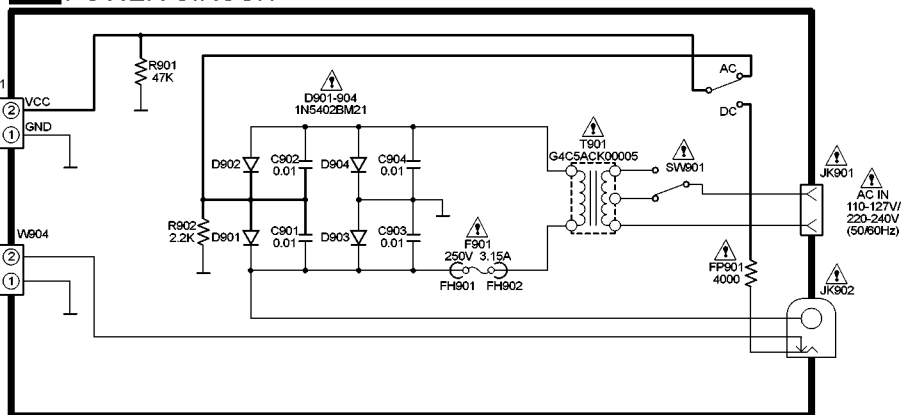 R901
47K
AC
DC
1
VCC
2
1
GND
D901-904
1N5402BM21
T901
G4C5ACK00005
SW901
JK901
AC IN
110-127V/
220-240V
(50/60Hz)
D902
C902
0.01
D904
C904
0.01
R902
2.2K
D901
C901
0.01
D903
C903
0.01
F901
250V 3.15A
FH901
FH902
FP901
4000
JK902
W904
2
1